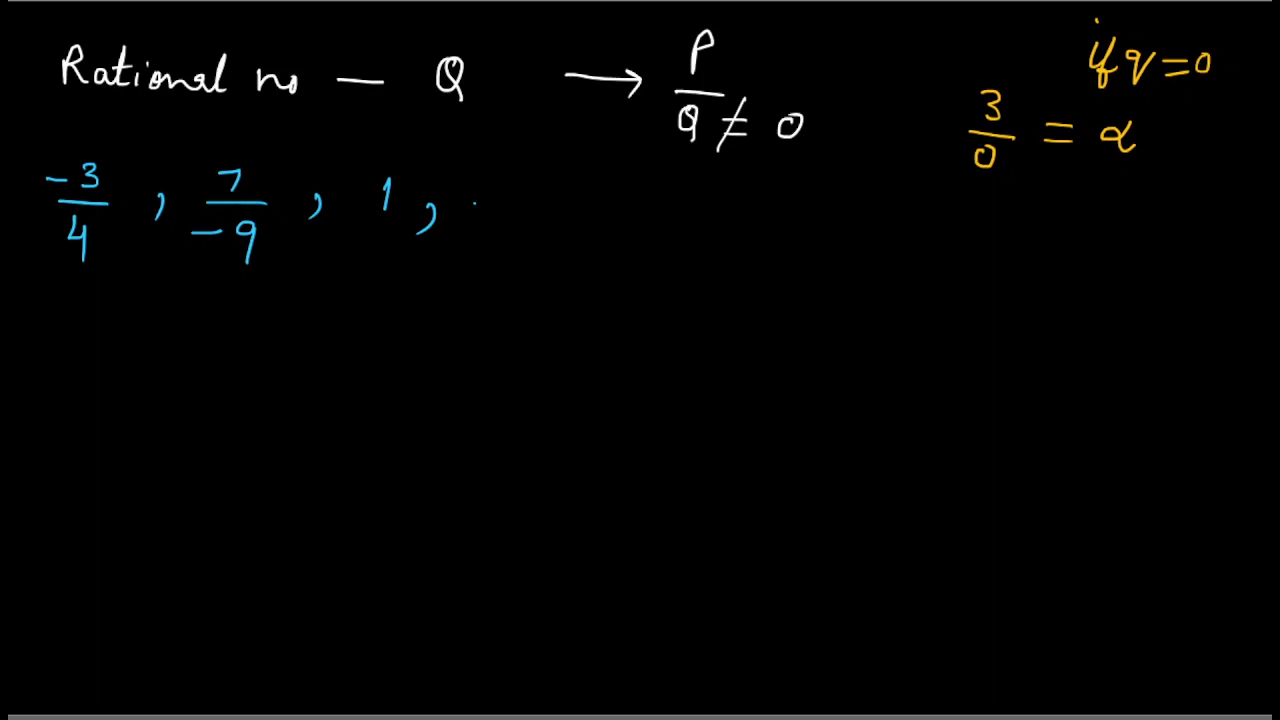 Rational no — Q → P/Q ≠ 0
if q = 0
3/0 = α
-3/4 , 7/-9 , 1 ,